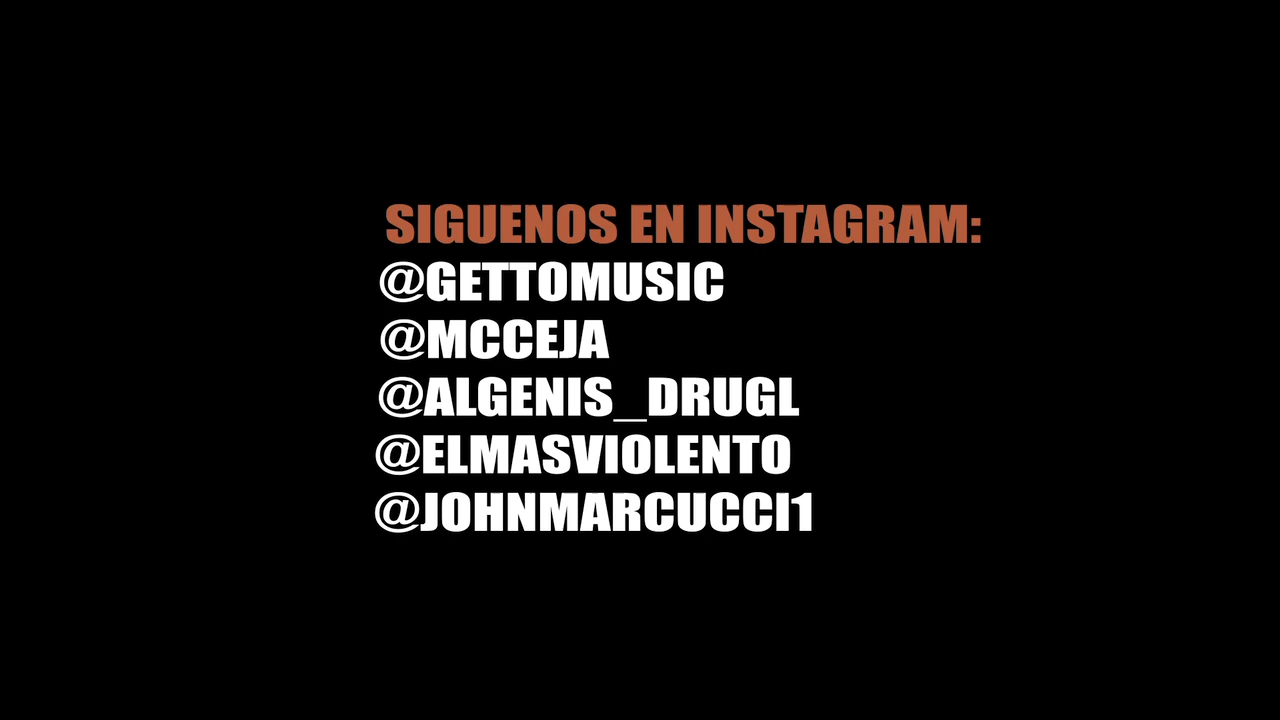 SIGUENOS EN INSTAGRAM:
@GETTOMUSIC
@MCCEJA
@ALGENIS_DRUGL
@ELMASVIOLENTO
@JOHNMARCUCCI1